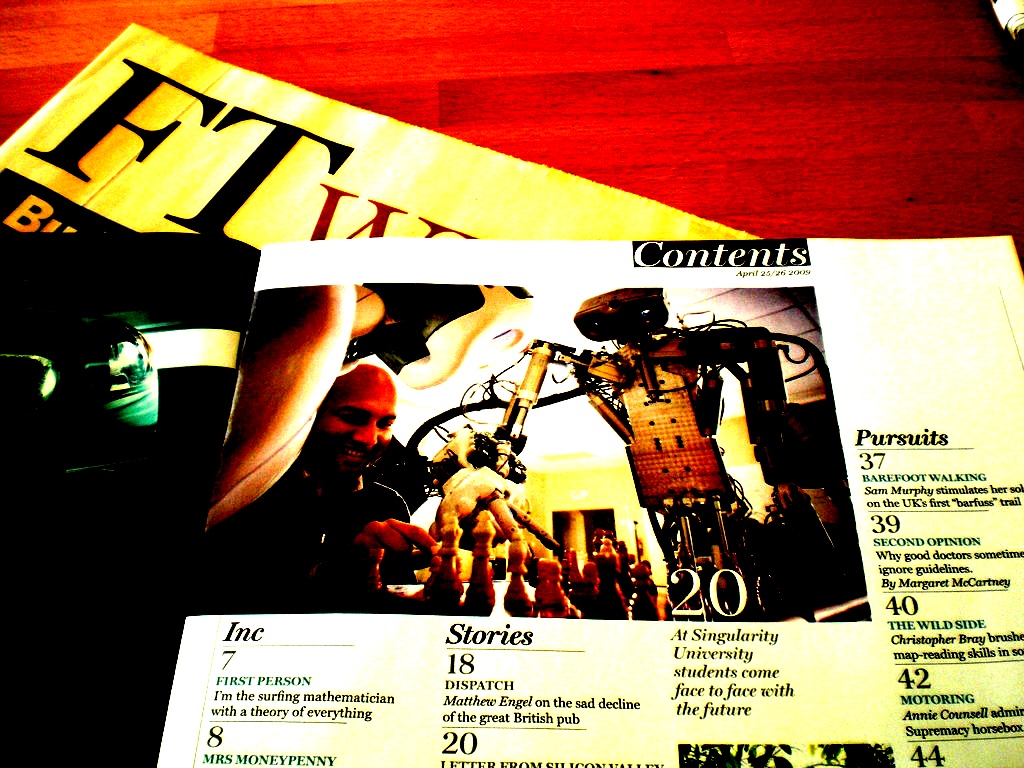 FT
Contents
April 25/26 2009
20
Pursuits
37
BAREFOOT WALKING
Sam Murphy stimulates her
on the UK's first "barfuss" trail
39
SECOND OPINION
Why good doctors
ignore guidelines.
By Margaret McCartney
40
THE WILD SIDE
Christopher Bray
map-reading skills in
42
MOTORING
Annie Counsell
Supremacy horsebox
44
Inc
7
FIRST PERSON
I'm the surfing mathematician
with a theory of everything
8
MRS MONEYPENNY
Stories
18
DISPATCH
Matthew Engel on the sad decline
of the great British pub
20
LETTER FROM SILICON VALLEY
At Singularity
University
students come
face to face with
the future